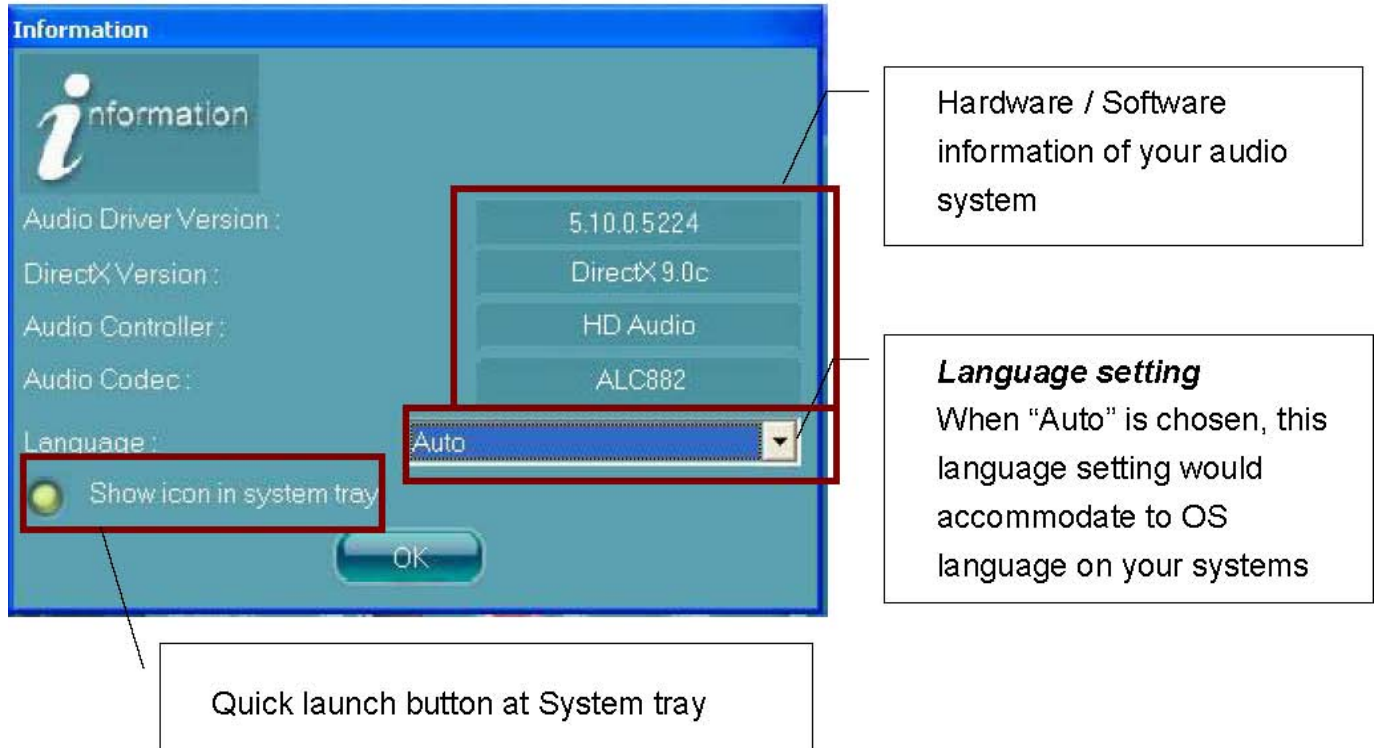 Information
information
Audio Driver Version :
5.10.0.5224
DirectX Version :
DirectX 9.0c
Audio Controller :
HD Audio
Audio Codec :
ALC882
Language :
Auto
Show icon in system tray
OK
Hardware / Software
information of your audio
system
Language setting
When “Auto” is chosen, this
language setting would
accommodate to OS
language on your systems
Quick launch button at System tray